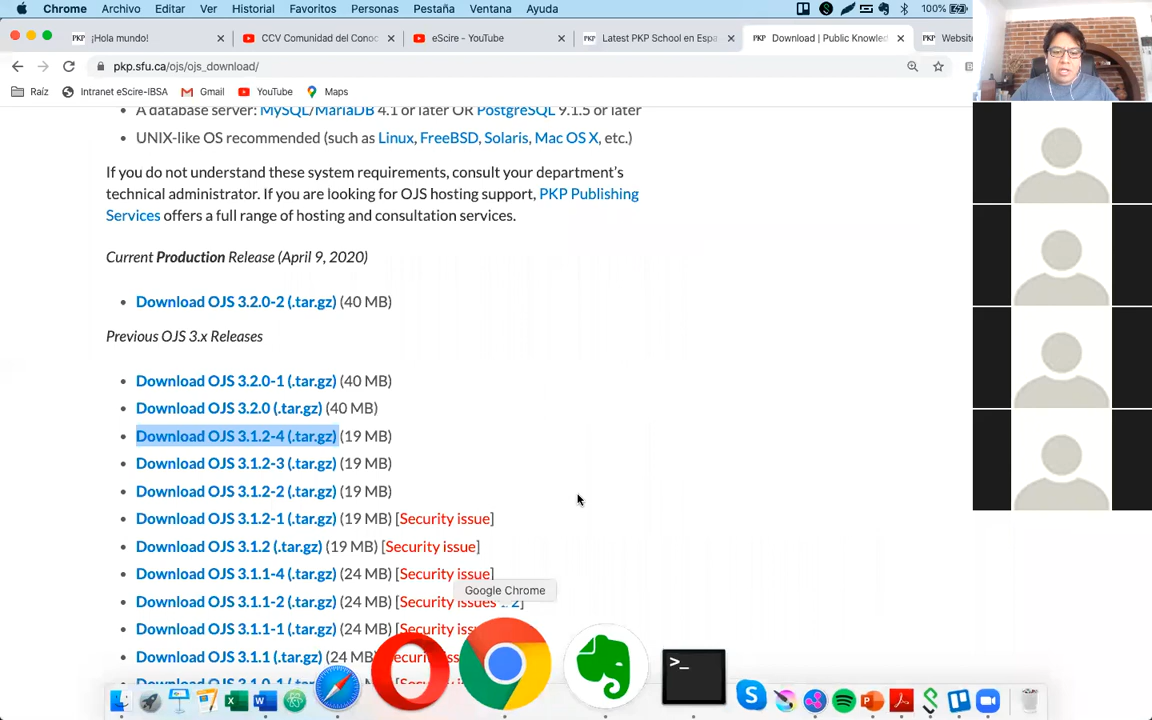 Chrome Archivo Editar Ver Historial Favoritos Personas Pestaña Ventana Ayuda 100%
PKP ¡Hola mundo! CCV Comunidad del Conoc eScire - YouTube PKP Latest PKP School en Espa PKP Download | Public Knowled PKP Website
pkp.sfu.ca/ojs/ojs_download/
Raíz Intranet eScire-IBSA Gmail YouTube Maps
• A database server: MySQL/MariaDB 4.1 or later OR PostgreSQL 9.1.5 or later
• UNIX-like OS recommended (such as Linux, FreeBSD, Solaris, Mac OS X, etc.)
If you do not understand these system requirements, consult your department's
technical administrator. If you are looking for OJS hosting support, PKP Publishing
Services offers a full range of hosting and consultation services.
Current Production Release (April 9, 2020)
• Download OJS 3.2.0-2 (.tar.gz) (40 MB)
Previous OJS 3.x Releases
• Download OJS 3.2.0-1 (.tar.gz) (40 MB)
• Download OJS 3.2.0 (.tar.gz) (40 MB)
• Download OJS 3.1.2-4 (.tar.gz) (19 MB)
• Download OJS 3.1.2-3 (.tar.gz) (19 MB)
• Download OJS 3.1.2-2 (.tar.gz) (19 MB)
• Download OJS 3.1.2-1 (.tar.gz) (19 MB) [Security issue]
• Download OJS 3.1.2 (.tar.gz) (19 MB) [Security issue]
• Download OJS 3.1.1-4 (.tar.gz) (24 MB) [Security issue]
Google Chrome
• Download OJS 3.1.1-2 (.tar.gz) (24 MB) [Security issues 1 2]
• Download OJS 3.1.1-1 (.tar.gz) (24 MB)
• Download OJS 3.1.1 (.tar.gz) (24 MB)